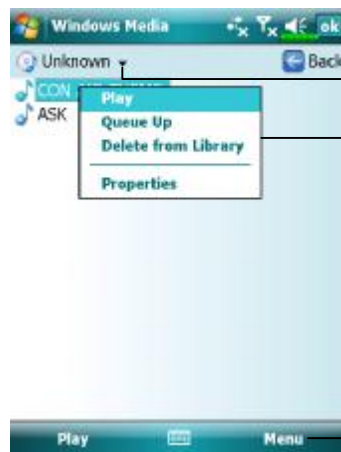 Windows Media ok
Unknown Back
CON
Play
ASK
Queue Up
Delete from Library
Properties
Play Menu